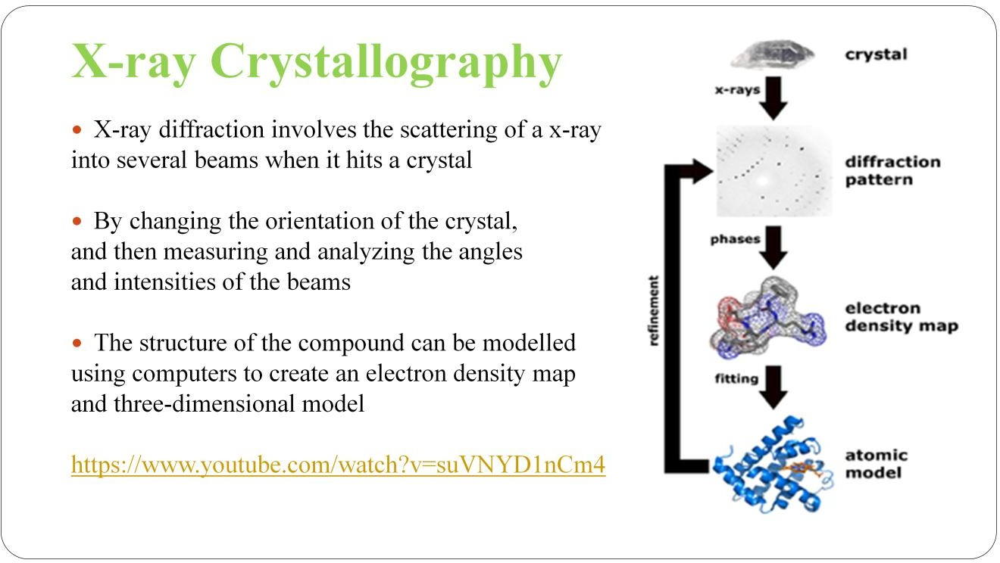 X-ray Crystallography
• X-ray diffraction involves the scattering of a x-ray
into several beams when it hits a crystal
• By changing the orientation of the crystal,
and then measuring and analyzing the angles
and intensities of the beams
• The structure of the compound can be modelled
using computers to create an electron density map
and three-dimensional model
https://www.youtube.com/watch?v=suVNYD1nCm4
crystal
x-rays
diffraction
pattern
phases
refinement
electron
density map
fitting
atomic
model